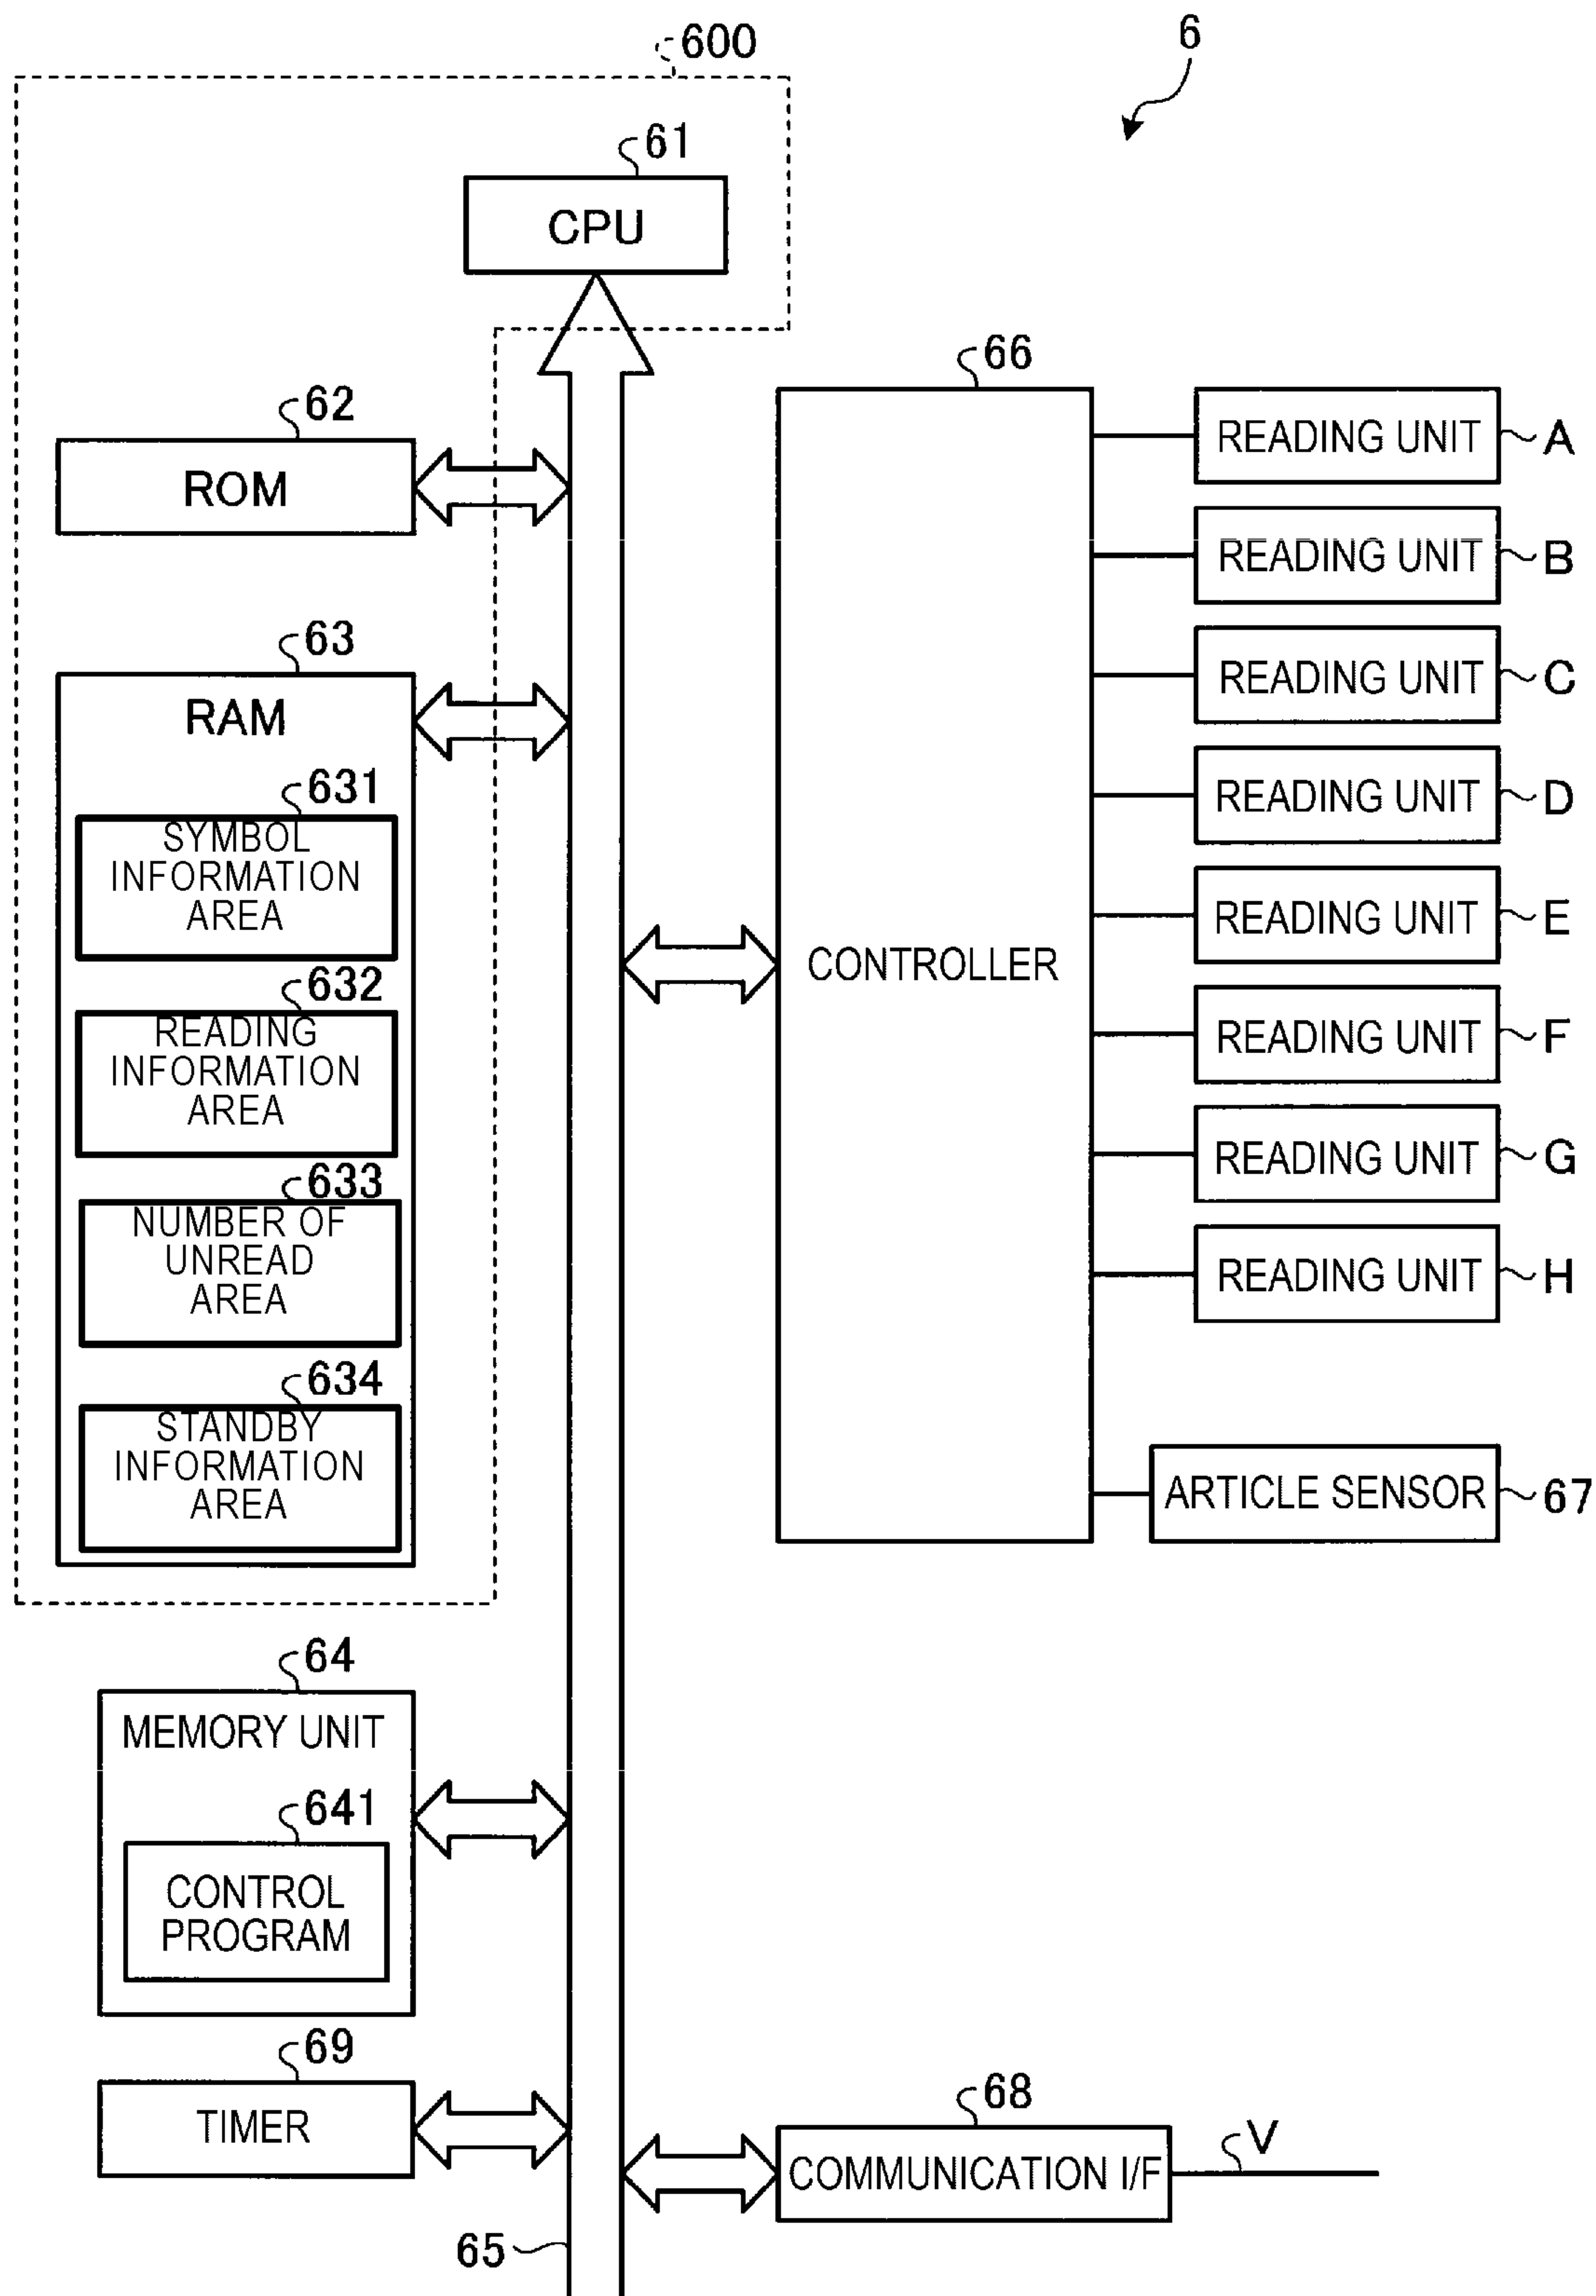 600
6
61
CPU
66
62
ROM
READING UNIT A
READING UNIT B
63
RAM
READING UNIT C
631
SYMBOL
INFORMATION
AREA
READING UNIT D
READING UNIT E
CONTROLLER
632
READING
INFORMATION
AREA
READING UNIT F
READING UNIT G
633
NUMBER OF
UNREAD
AREA
READING UNIT H
634
STANDBY
INFORMATION
AREA
ARTICLE SENSOR 67
64
MEMORY UNIT
641
CONTROL
PROGRAM
69
TIMER
68
COMMUNICATION I/F
V
65